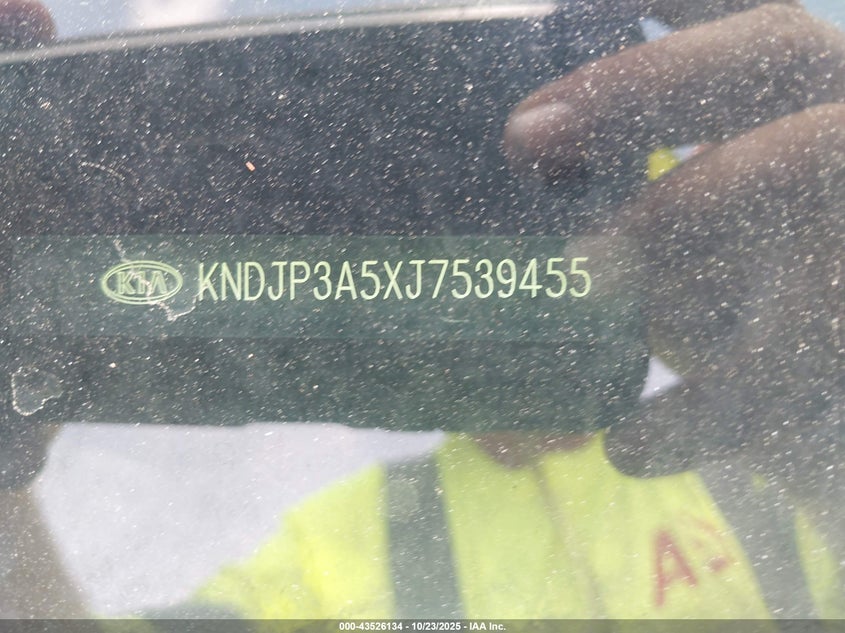 KIA KNDJP3A5XJ7539455
A
000-43526134 - 10/23/2025 - IAA Inc.